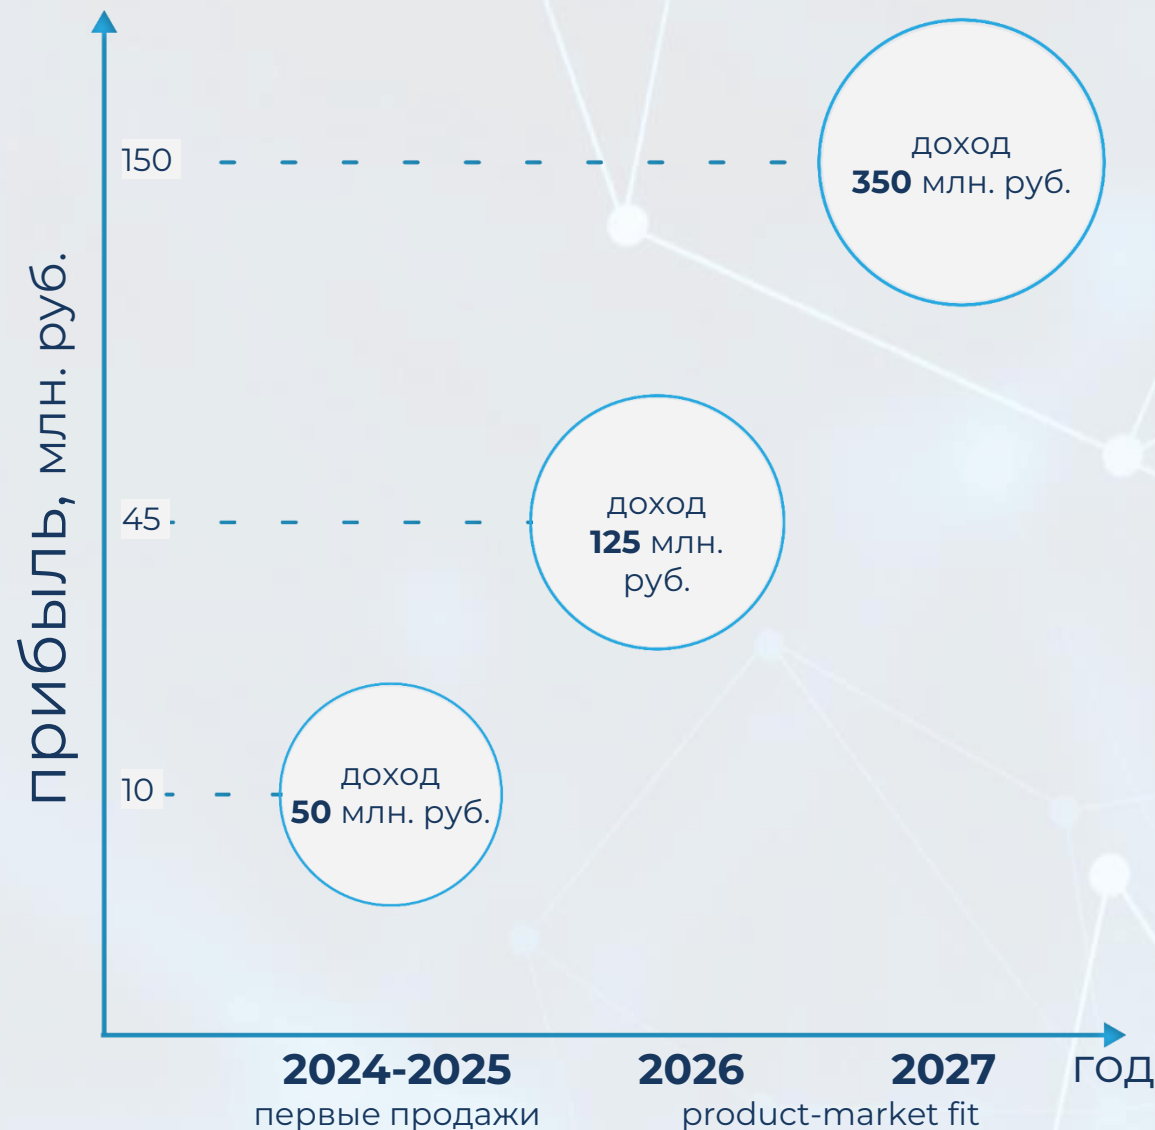 прибыль, млн. руб.
150
доход
350 млн. руб.
45
доход
125 млн.
руб.
10
доход
50 млн. руб.
2024-2025
2026
2027
год
первые продажи
product-market fit